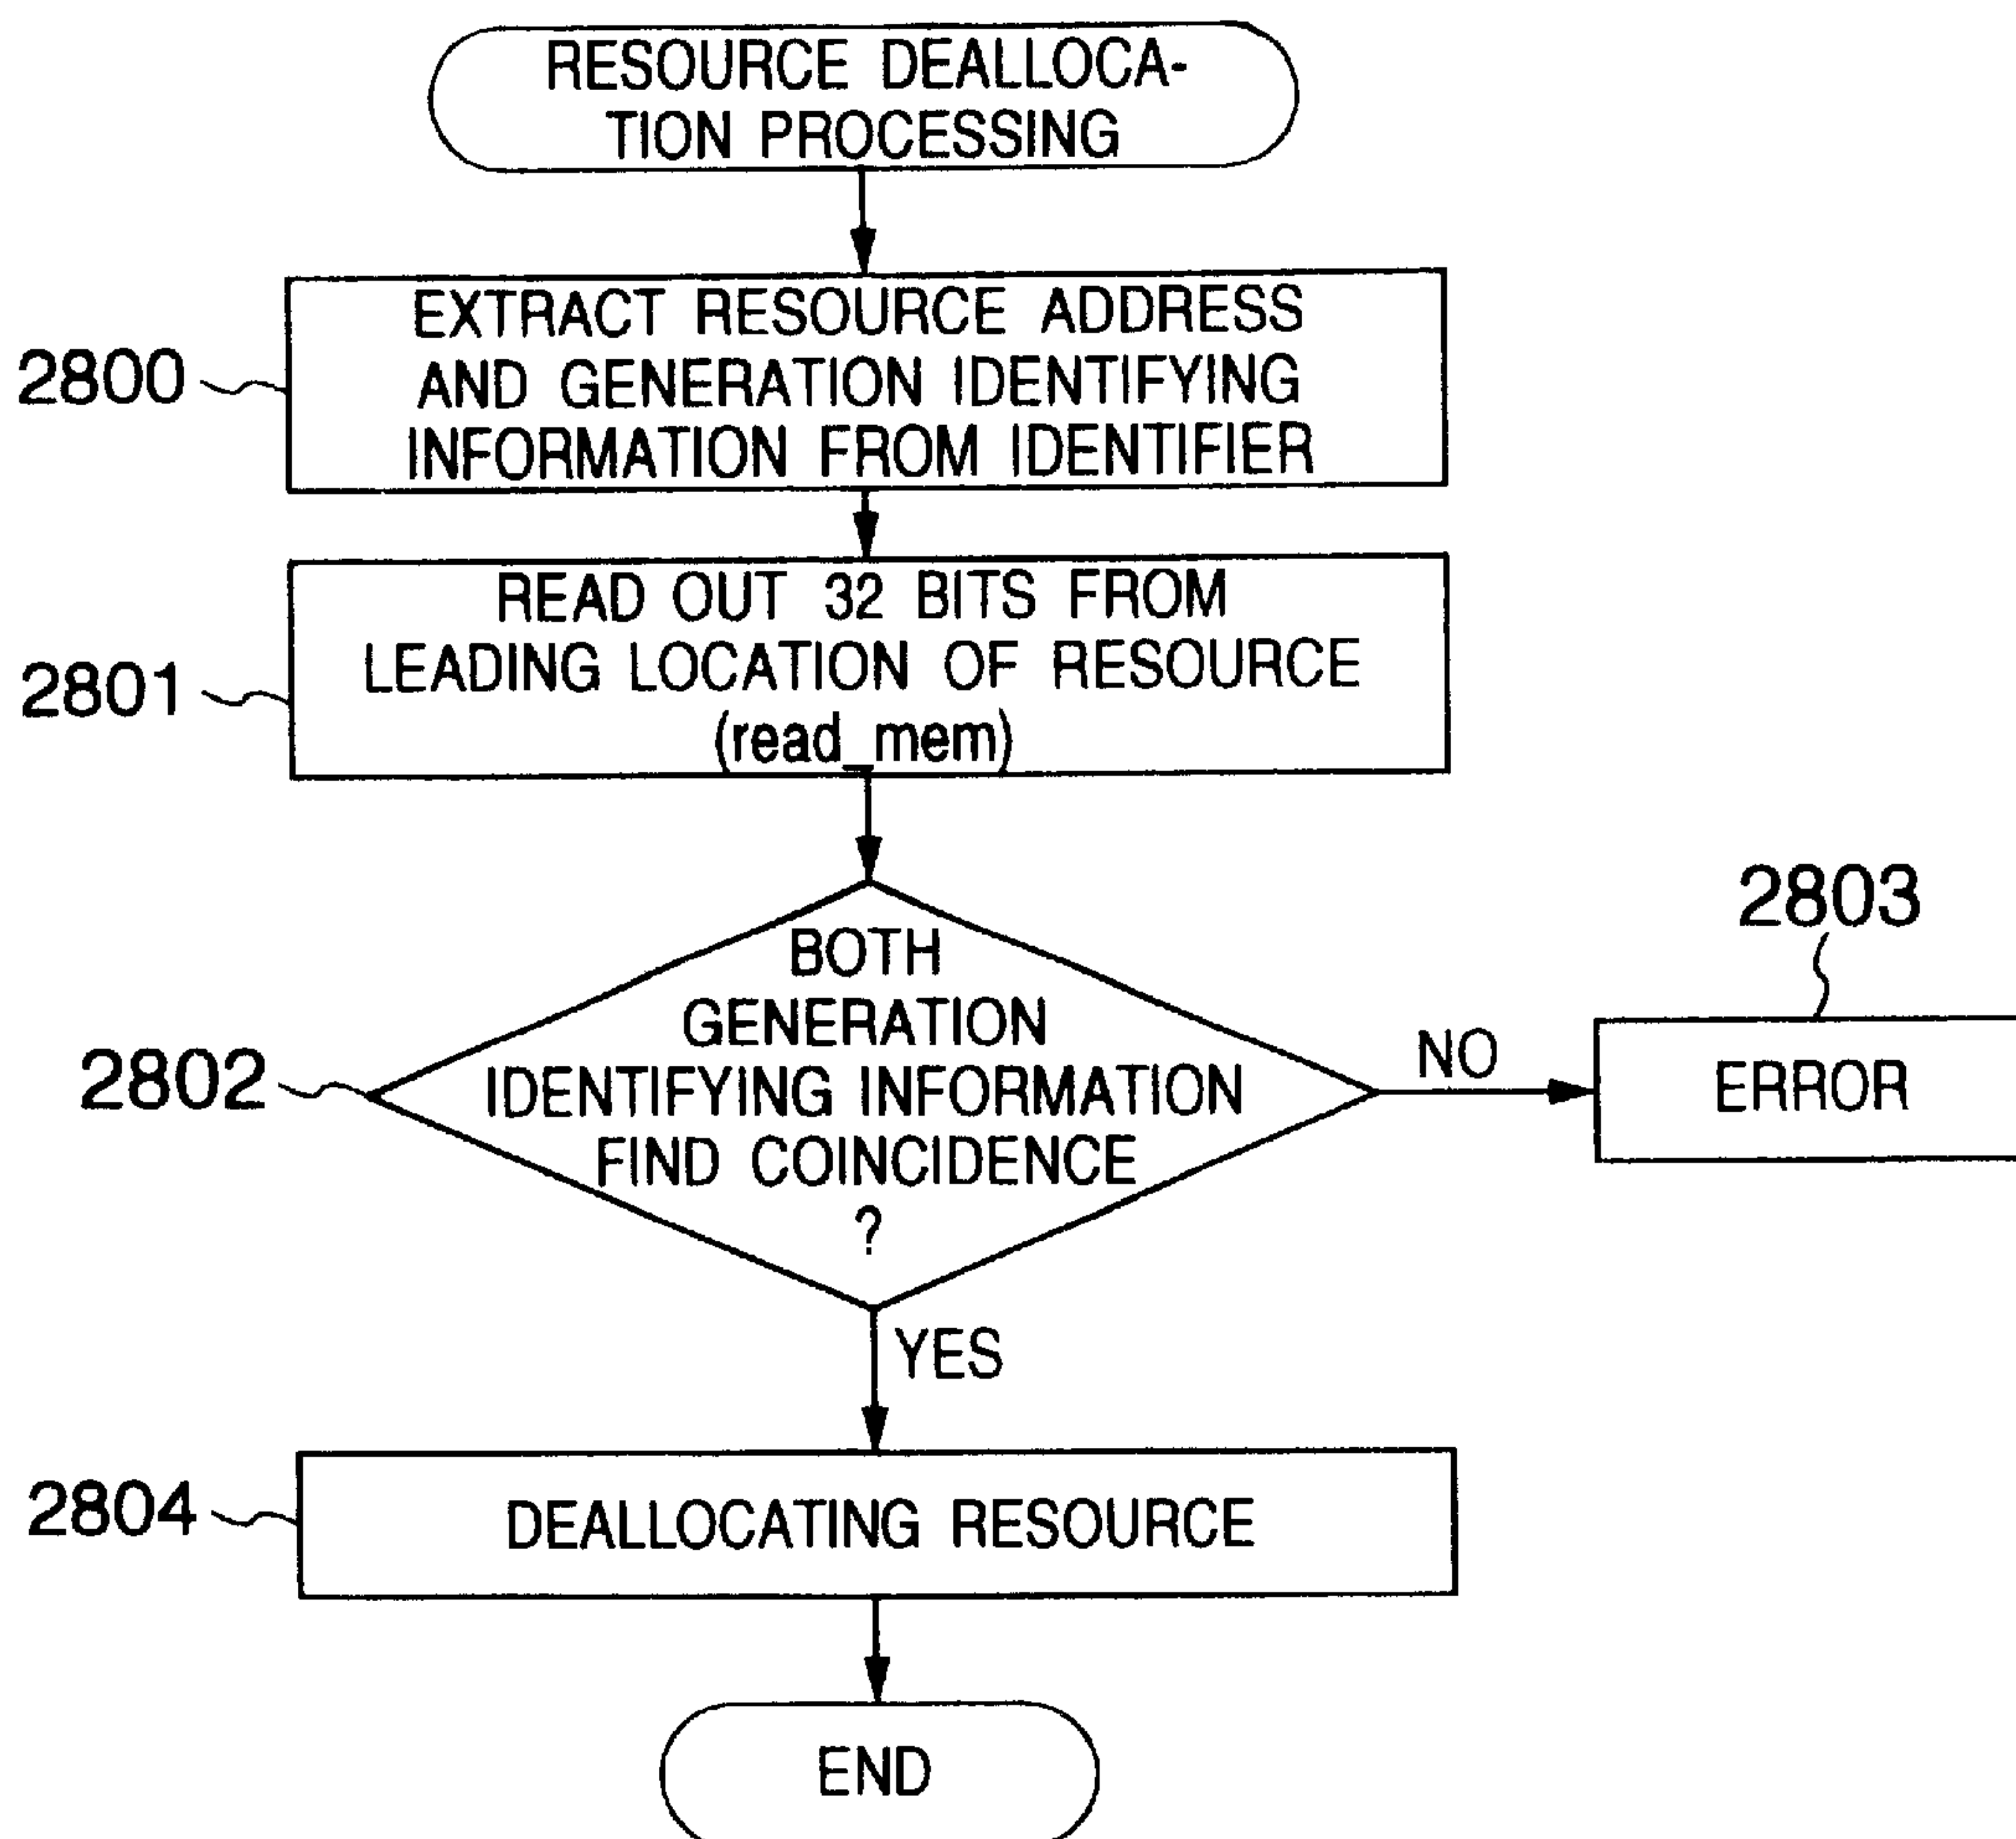 RESOURCE DEALLOCA-
TION PROCESSING
2800
EXTRACT RESOURCE ADDRESS
AND GENERATION IDENTIFYING
INFORMATION FROM IDENTIFIER
2801
READ OUT 32 BITS FROM
LEADING LOCATION OF RESOURCE
(read_mem)
2802
BOTH
GENERATION
IDENTIFYING INFORMATION
FIND COINCIDENCE
?
NO
2803
ERROR
YES
2804
DEALLOCATING RESOURCE
END